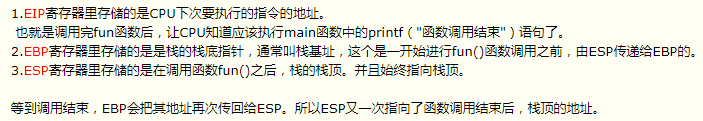 1.EIP寄存器里存储的是CPU下次要执行的指令的地址。
也就是调用完fun函数后，让CPU知道应该执行main函数中的printf（"函数调用结束"）语句了。
2.EBP寄存器里存储的是是栈的栈底指针，通常叫栈基址，这个是一开始进行fun()函数调用之前，由ESP传递给EBP的。
3.ESP寄存器里存储的是在调用函数fun()之后，栈的栈顶。并且始终指向栈顶。
等到调用结束，EBP会把其地址再次传回给ESP。所以ESP又一次指向了函数调用结束后，栈顶的地址。